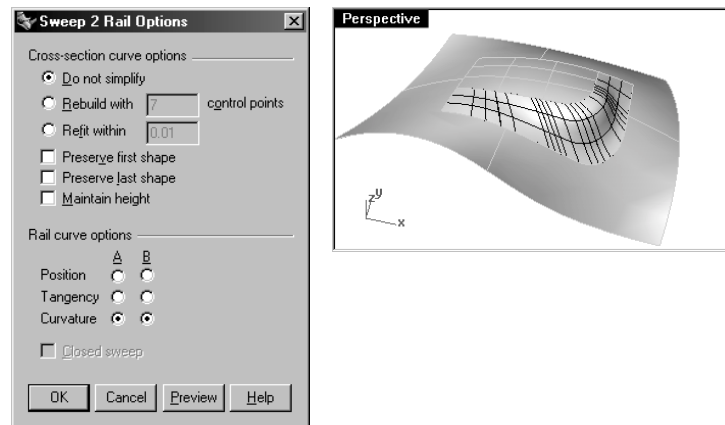 Sweep 2 Rail Options
Cross-section curve options
Do not simplify
Rebuild with 7 control points
Refit within 0.01
Preserve first shape
Preserve last shape
Maintain height
Rail curve options
A B
Position
Tangency
Curvature
Closed sweep
OK Cancel Preview Help
Perspective
z y
x